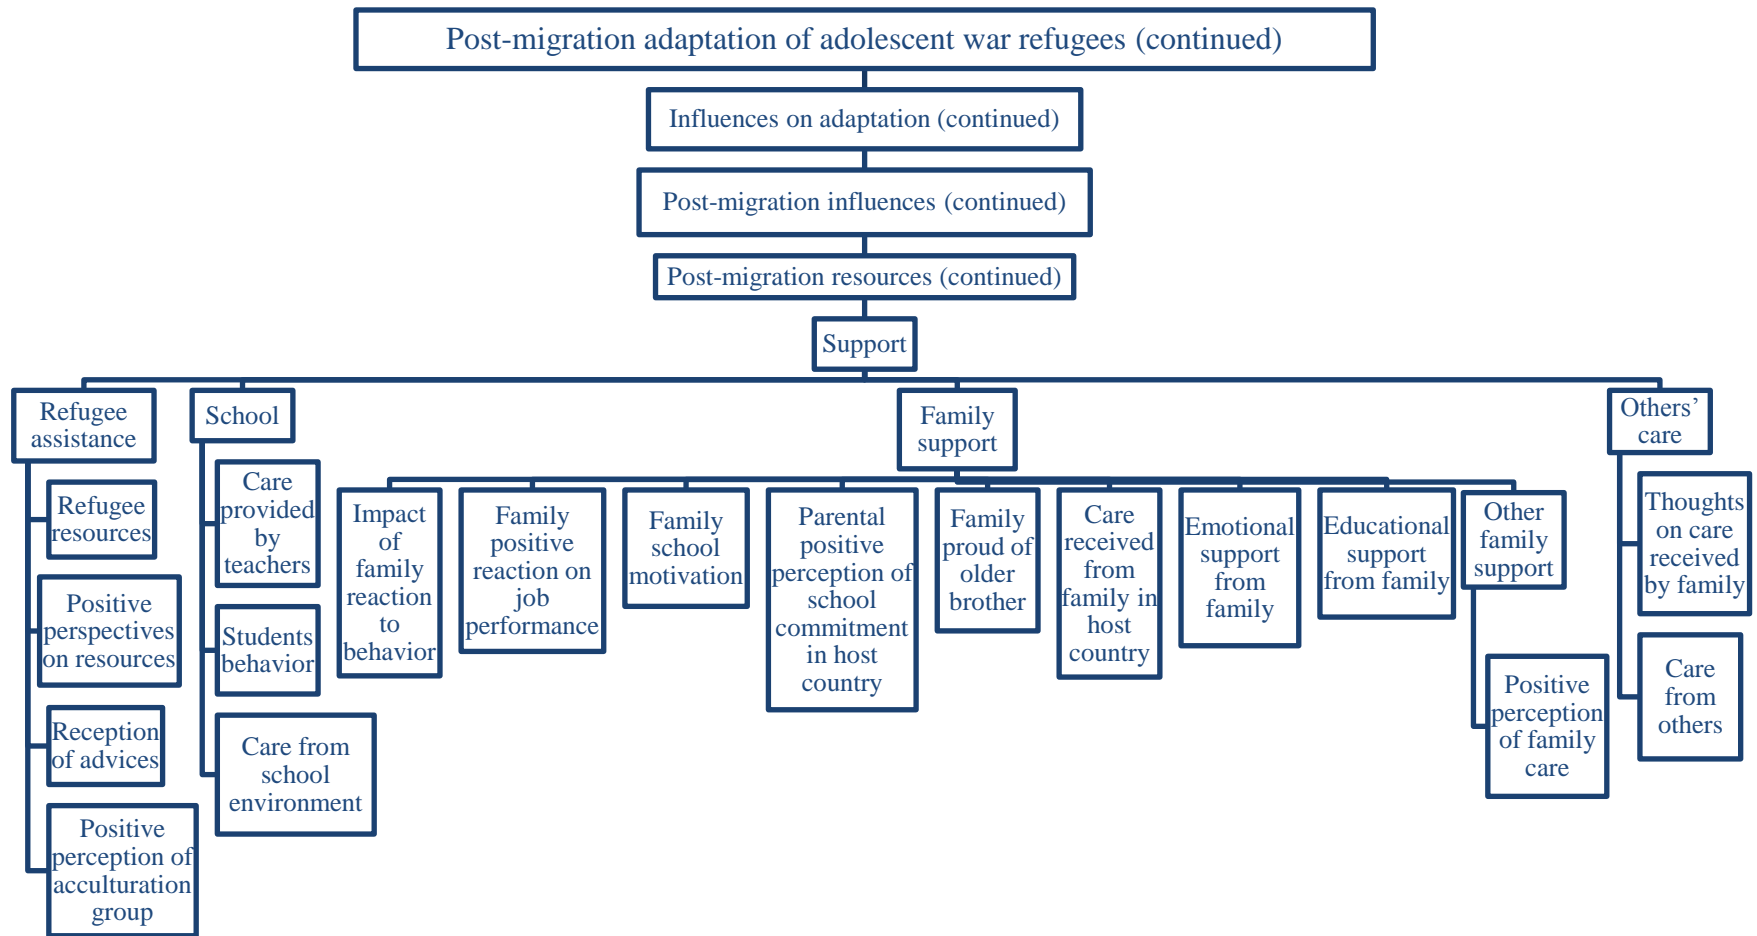 Post-migration adaptation of adolescent war refugees (continued)
Influences on adaptation (continued)
Post-migration influences (continued)
Post-migration resources (continued)
Support
Refugee
assistance
Refugee
resources
Positive
perspectives
on resources
Reception
of advices
Positive
perception of
acculturation
group
School
Care
provided
by
teachers
Students
behavior
Care from
school
environment
Family
support
Impact
of
family
reaction
to
behavior
Family
positive
reaction on
job
performance
Family
school
motivation
Parental
positive
perception of
school
commitment
in host
country
Family
proud of
older
brother
Care
received
from
family in
host
country
Emotional
support
from
family
Educational
support
from family
Other
family
support
Positive
perception
of family
care
Others’
care
Thoughts
on care
received
by family
Care
from
others